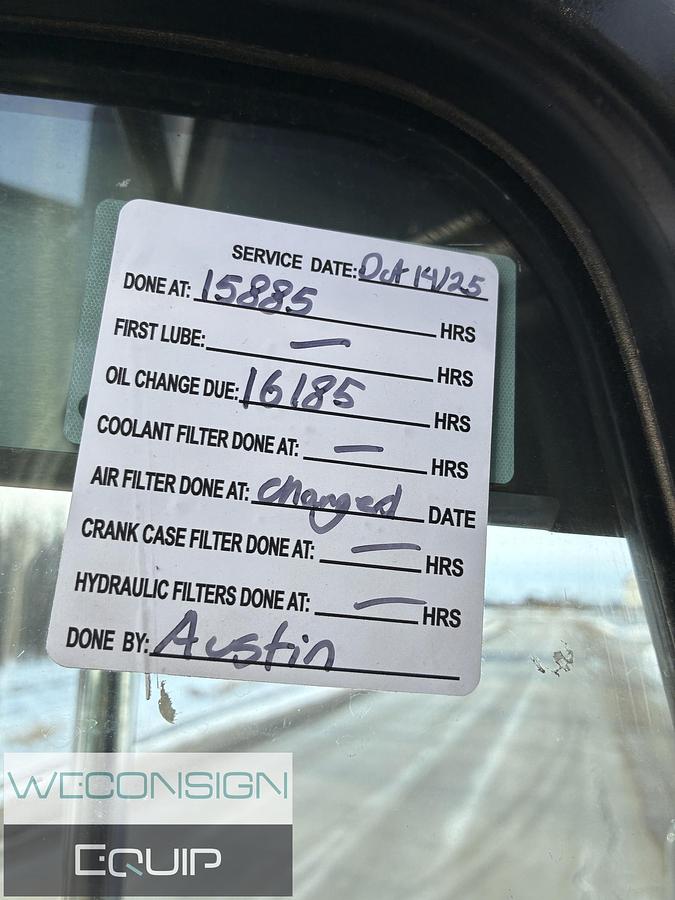 SERVICE DATE: Oct 14/25
DONE AT: 15885 HRS
FIRST LUBE: — HRS
OIL CHANGE DUE: 16185 HRS
COOLANT FILTER DONE AT: — HRS
AIR FILTER DONE AT: changed DATE
CRANK CASE FILTER DONE AT: — HRS
HYDRAULIC FILTERS DONE AT: — HRS
DONE BY: Austin
WECONSIGN
EQUIP